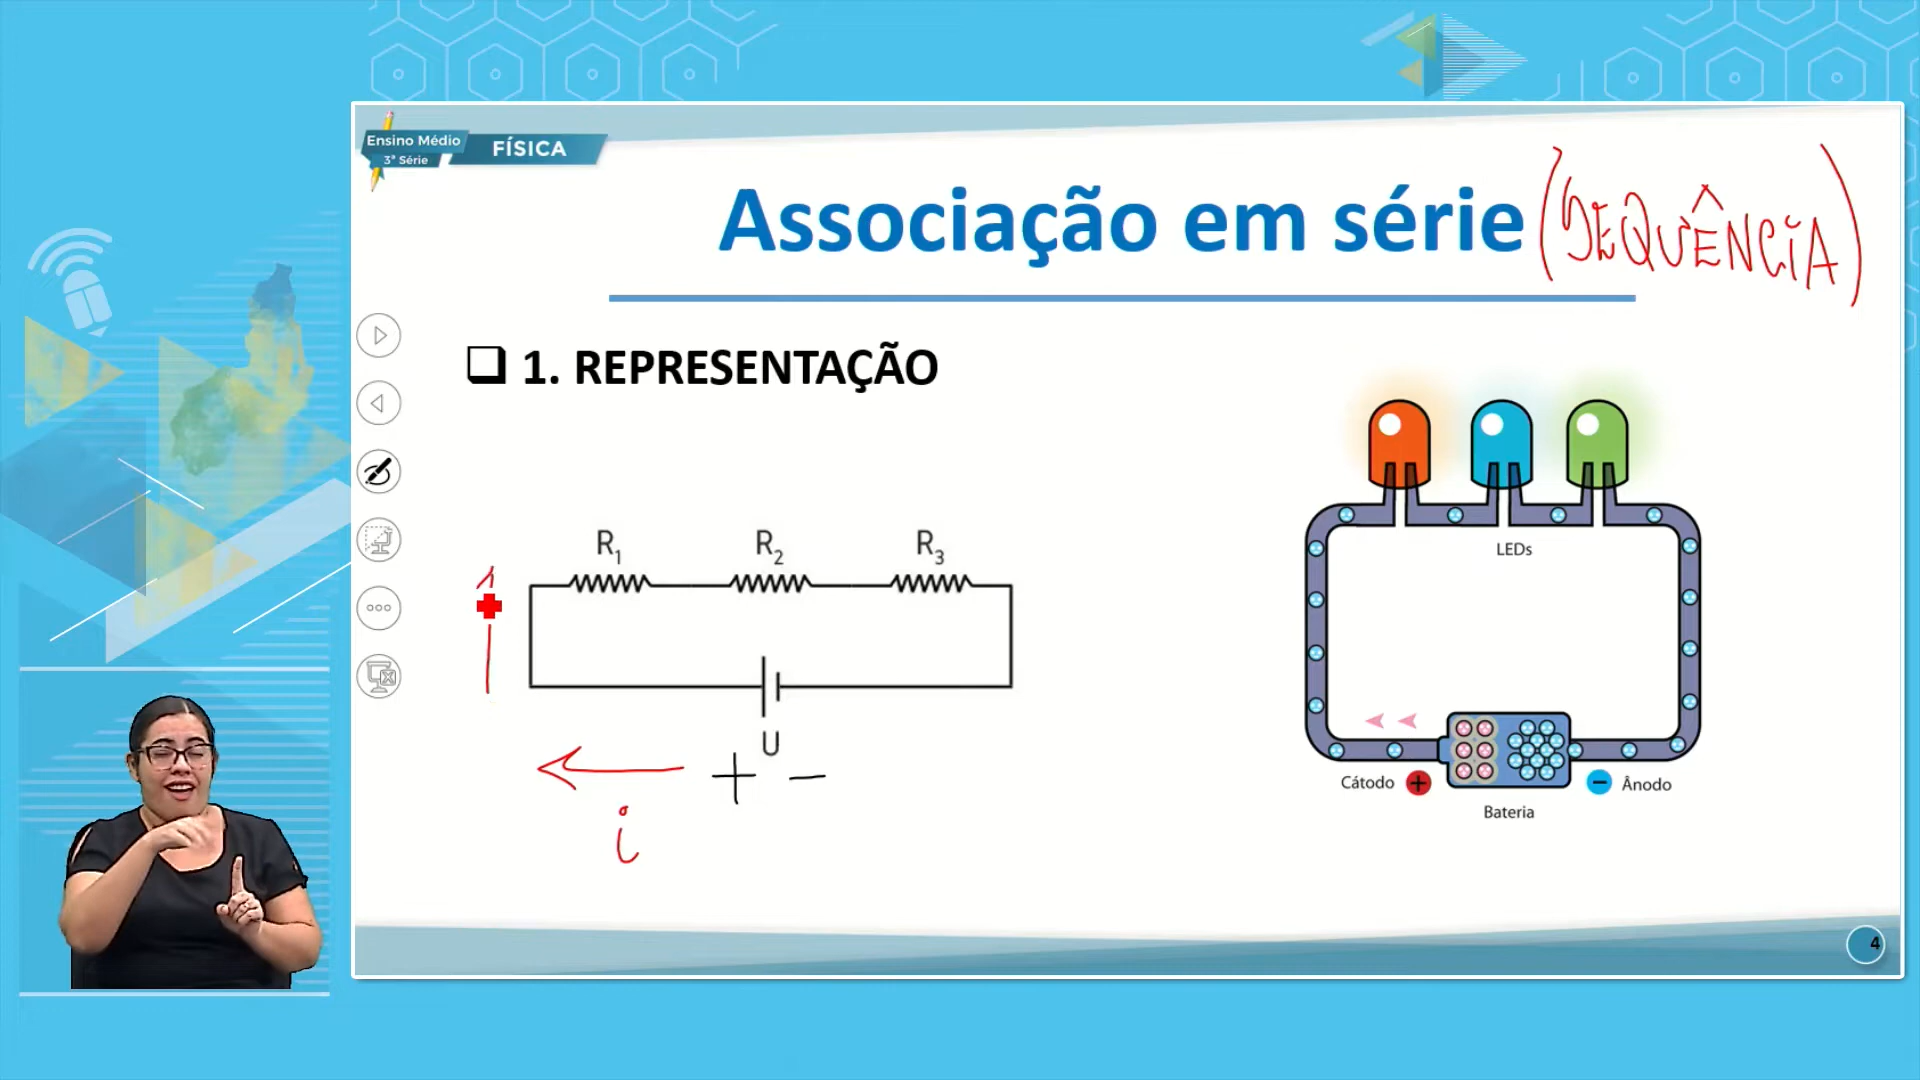 Ensino Médio
3ª Série
FÍSICA
Associação em série (SEQUÊNCIA)
1. REPRESENTAÇÃO
R1 R2 R3
U
+ -
i
LEDs
Cátodo + - Ânodo
Bateria
4